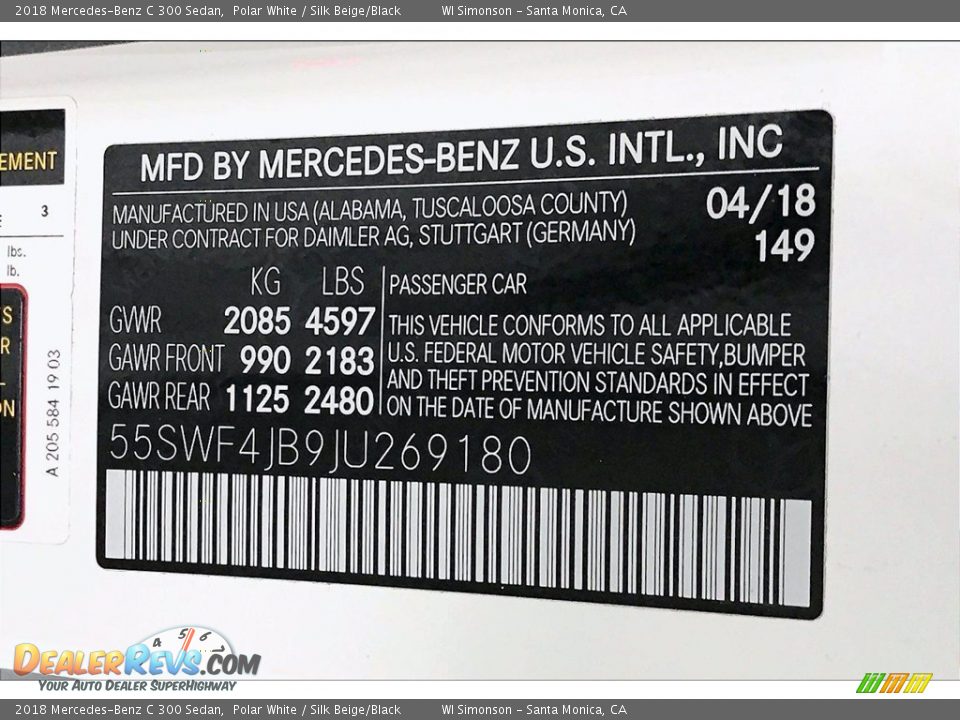 2018 Mercedes-Benz C 300 Sedan, Polar White / Silk Beige/Black WI Simonson - Santa Monica, CA
EMENT
3
lbs.
lb.
A 205 584 19 03
MFD BY MERCEDES-BENZ U.S. INTL., INC
MANUFACTURED IN USA (ALABAMA, TUSCALOOSA COUNTY) 04/18
UNDER CONTRACT FOR DAIMLER AG, STUTTGART (GERMANY) 149
KG LBS PASSENGER CAR
GVWR 2085 4597 THIS VEHICLE CONFORMS TO ALL APPLICABLE
U.S. FEDERAL MOTOR VEHICLE SAFETY,BUMPER
GAWR FRONT 990 2183 AND THEFT PREVENTION STANDARDS IN EFFECT
GAWR REAR 1125 2480 ON THE DATE OF MANUFACTURE SHOWN ABOVE
55SWF4JB9JU269180
4 5 6 7
DEALERREVS.COM
YOUR AUTO DEALER SUPERHIGHWAY
2018 Mercedes-Benz C 300 Sedan, Polar White / Silk Beige/Black WI Simonson - Santa Monica, CA